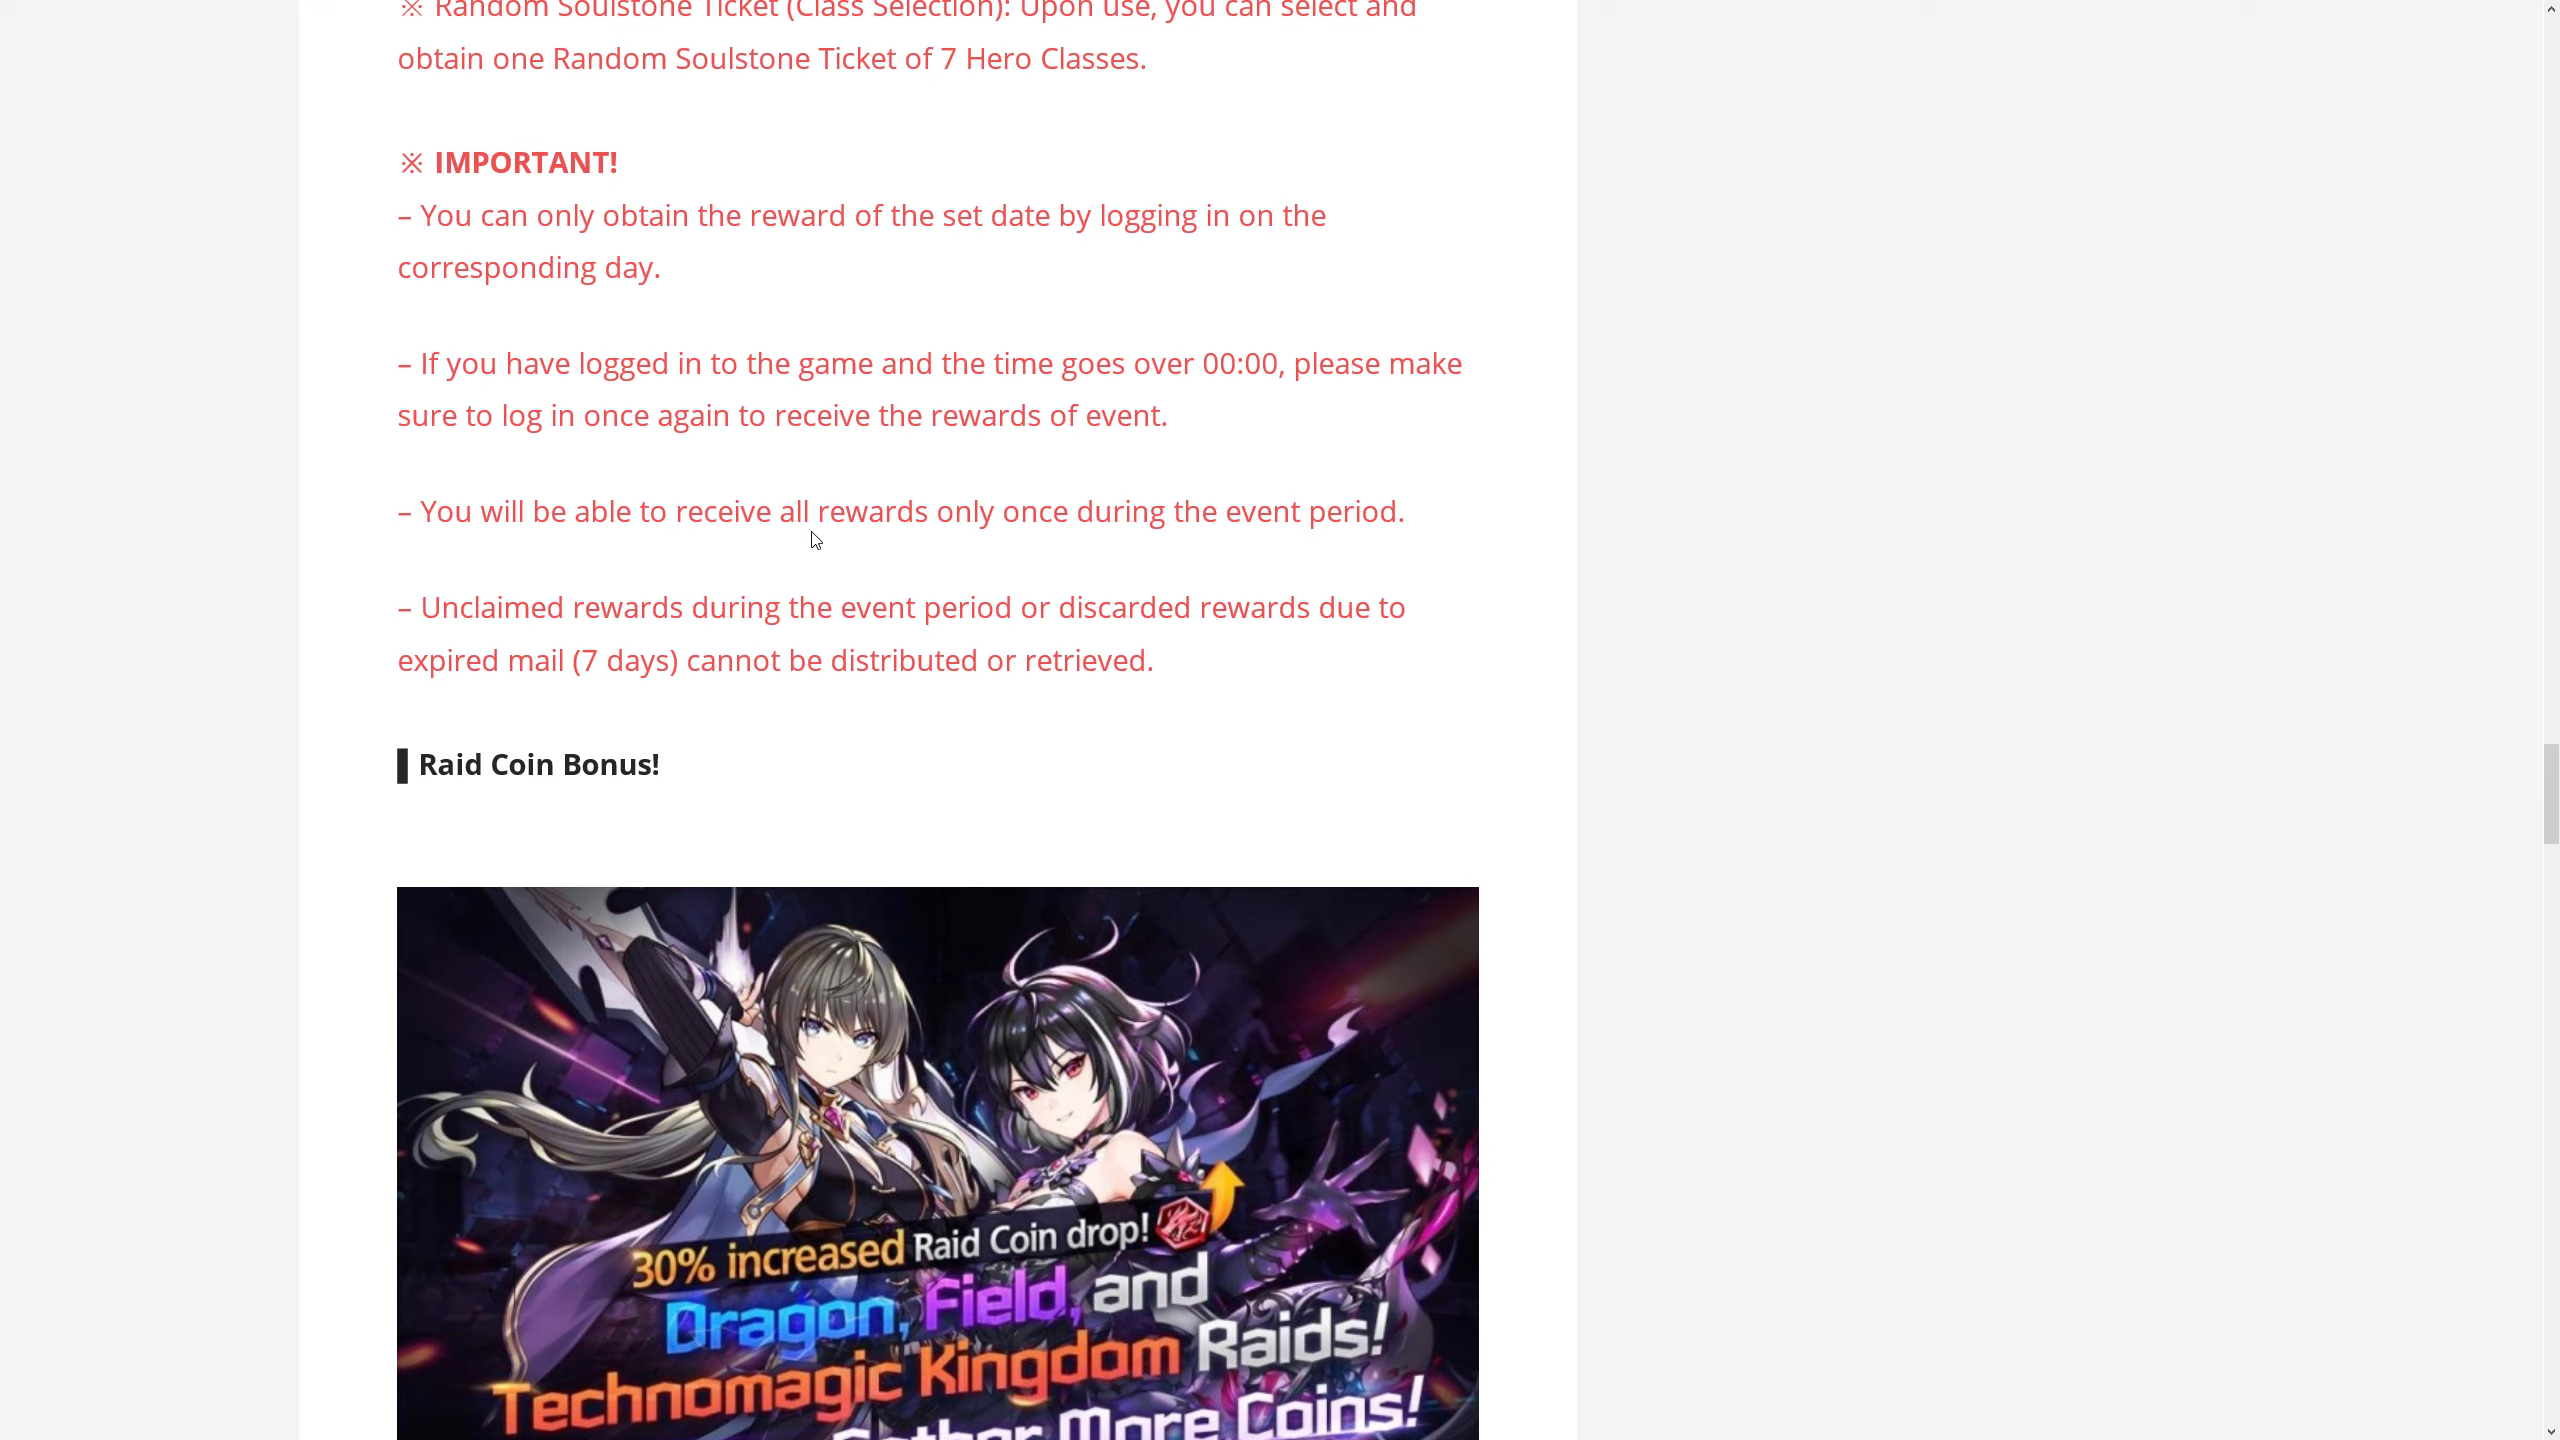 ※ Random Soulstone Ticket (Class Selection): Upon use, you can select and
obtain one Random Soulstone Ticket of 7 Hero Classes.
※ IMPORTANT!
– You can only obtain the reward of the set date by logging in on the
corresponding day.
– If you have logged in to the game and the time goes over 00:00, please make
sure to log in once again to receive the rewards of event.
– You will be able to receive all rewards only once during the event period.
– Unclaimed rewards during the event period or discarded rewards due to
expired mail (7 days) cannot be distributed or retrieved.
▌Raid Coin Bonus!
30% increased Raid Coin drop!
Dragon, Field, and
Technomagic Kingdom Raids!
Gather More Coins!